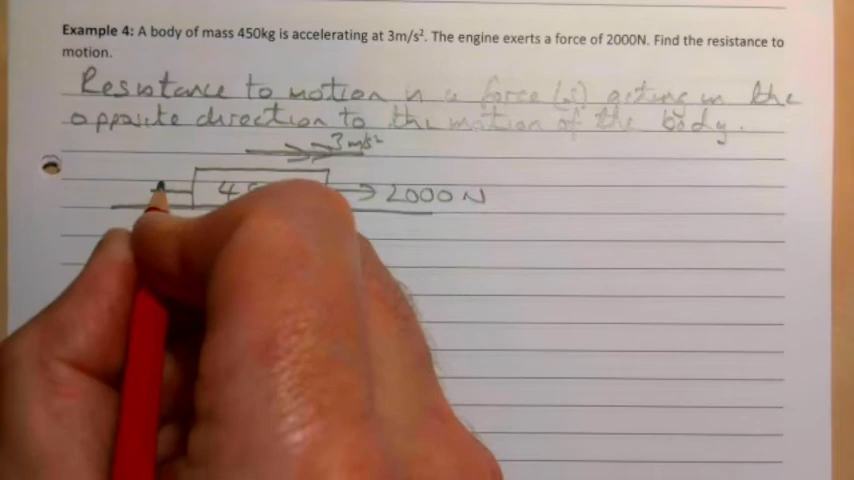 Example 4: A body of mass 450kg is accelerating at 3m/s². The engine exerts a force of 2000N. Find the resistance to
motion.
Resistance to motion is a force (s) acting in the
opposite direction to the motion of the body.
3 m/s²
2000 N